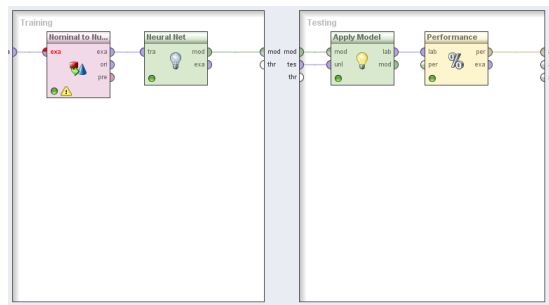 Training
Nominal to Nu...
exa exa
ori
pre
Neural Net
tra mod
exa
mod
thr
Testing
mod
tes
thr
Apply Model
mod lab
unl mod
Performance
lab per
per exa
%